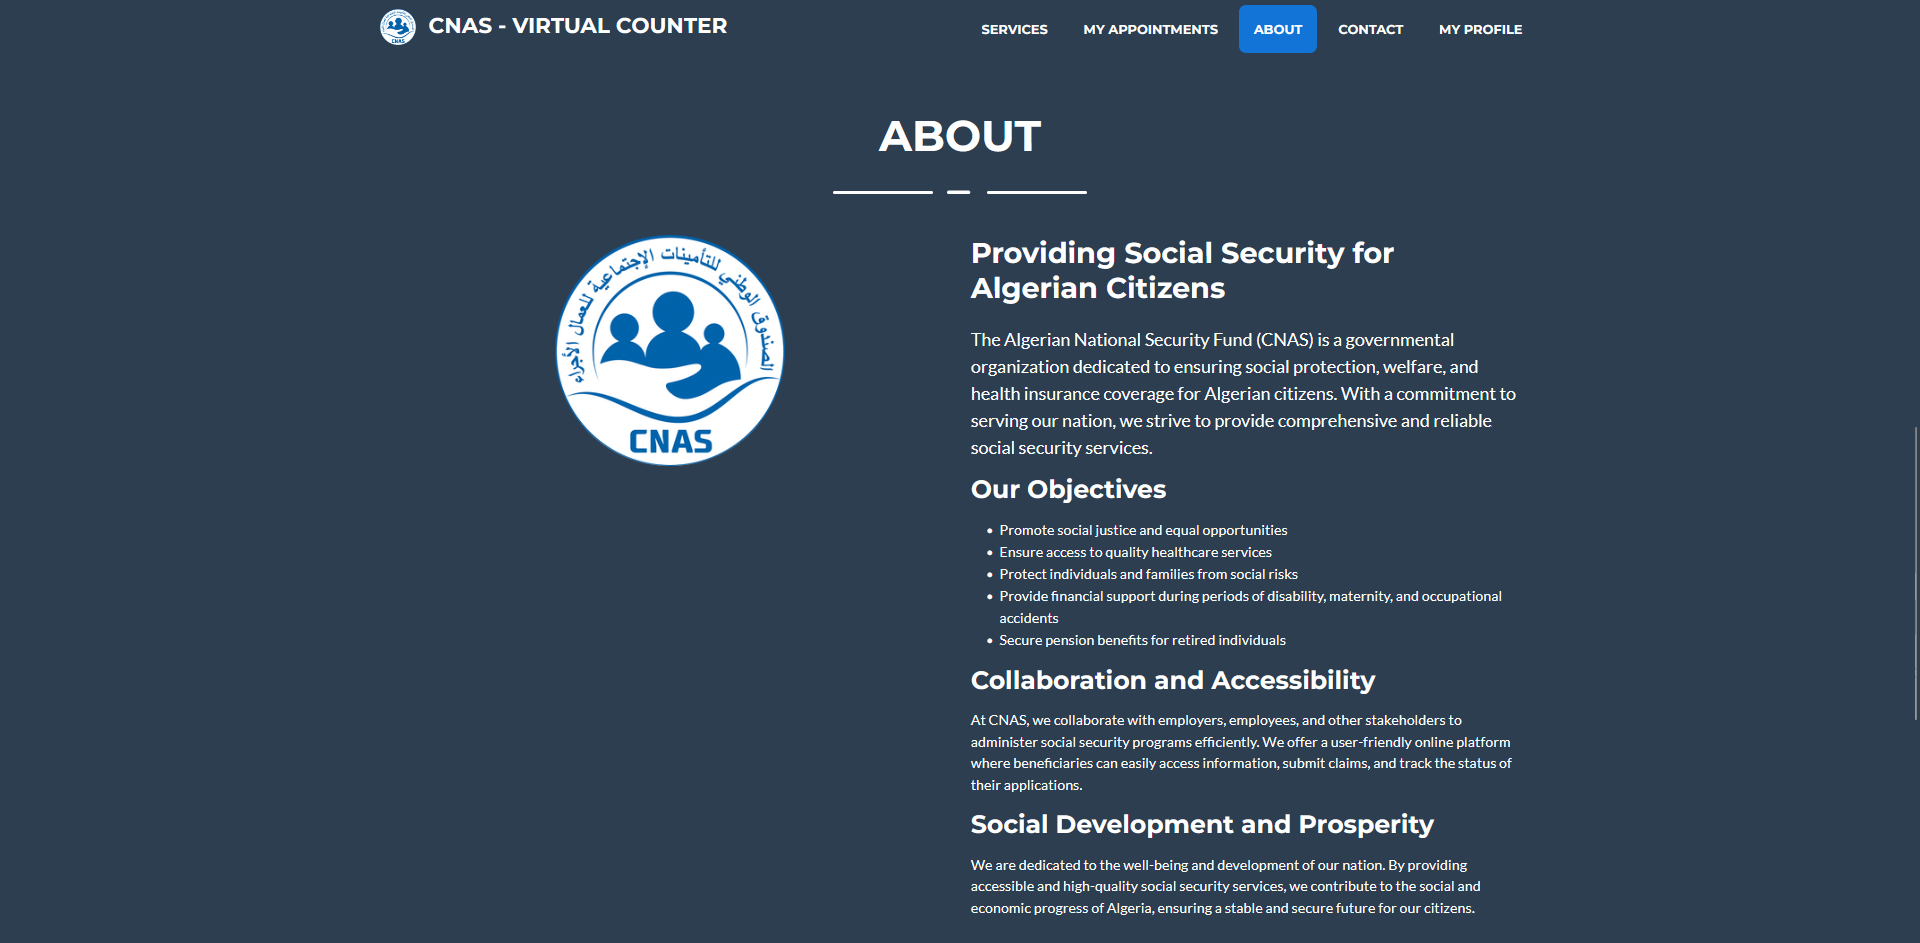 CNAS
CNAS - VIRTUAL COUNTER
SERVICES
MY APPOINTMENTS
ABOUT
CONTACT
MY PROFILE
ABOUT
الصندوق الوطني للتأمينات الإجتماعية للعمال الأجراء
CNAS
Providing Social Security for
Algerian Citizens
The Algerian National Security Fund (CNAS) is a governmental
organization dedicated to ensuring social protection, welfare, and
health insurance coverage for Algerian citizens. With a commitment to
serving our nation, we strive to provide comprehensive and reliable
social security services.
Our Objectives
• Promote social justice and equal opportunities
• Ensure access to quality healthcare services
• Protect individuals and families from social risks
• Provide financial support during periods of disability, maternity, and occupational
accidents
• Secure pension benefits for retired individuals
Collaboration and Accessibility
At CNAS, we collaborate with employers, employees, and other stakeholders to
administer social security programs efficiently. We offer a user-friendly online platform
where beneficiaries can easily access information, submit claims, and track the status of
their applications.
Social Development and Prosperity
We are dedicated to the well-being and development of our nation. By providing
accessible and high-quality social security services, we contribute to the social and
economic progress of Algeria, ensuring a stable and secure future for our citizens.